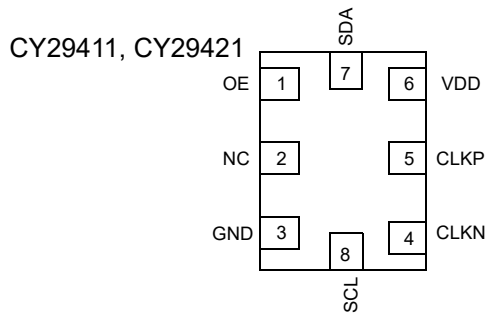 CY29411, CY29421
SDA
OE 1 7 6 VDD
NC 2 5 CLKP
GND 3 8 4 CLKN
SCL